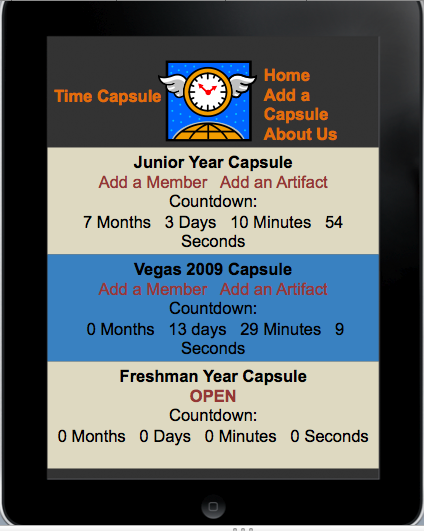 Time Capsule
Home
Add a
Capsule
About Us
Junior Year Capsule
Add a Member Add an Artifact
Countdown:
7 Months 3 Days 10 Minutes 54
Seconds
Vegas 2009 Capsule
Add a Member Add an Artifact
Countdown:
0 Months 13 days 29 Minutes 9
Seconds
Freshman Year Capsule
OPEN
Countdown:
0 Months 0 Days 0 Minutes 0 Seconds